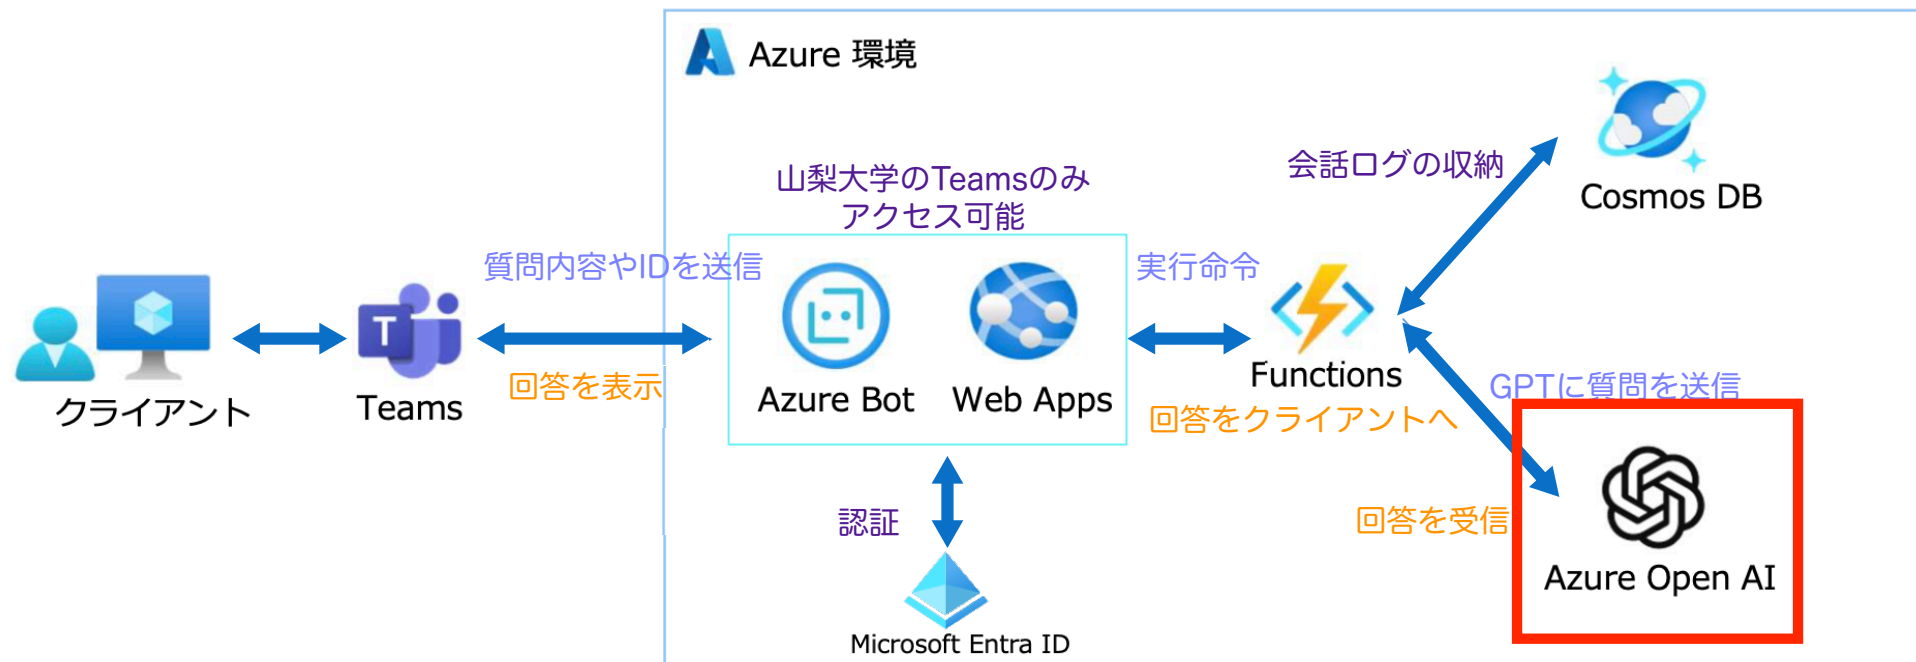 Azure 環境
会話ログの収納
Cosmos DB
山梨大学のTeamsのみ
アクセス可能
質問内容やIDを送信
実行命令
T
クライアント
Teams
回答を表示
Azure Bot
Web Apps
Functions
回答をクライアントへ
GPTに質問を送信
認証
回答を受信
Azure Open AI
Microsoft Entra ID